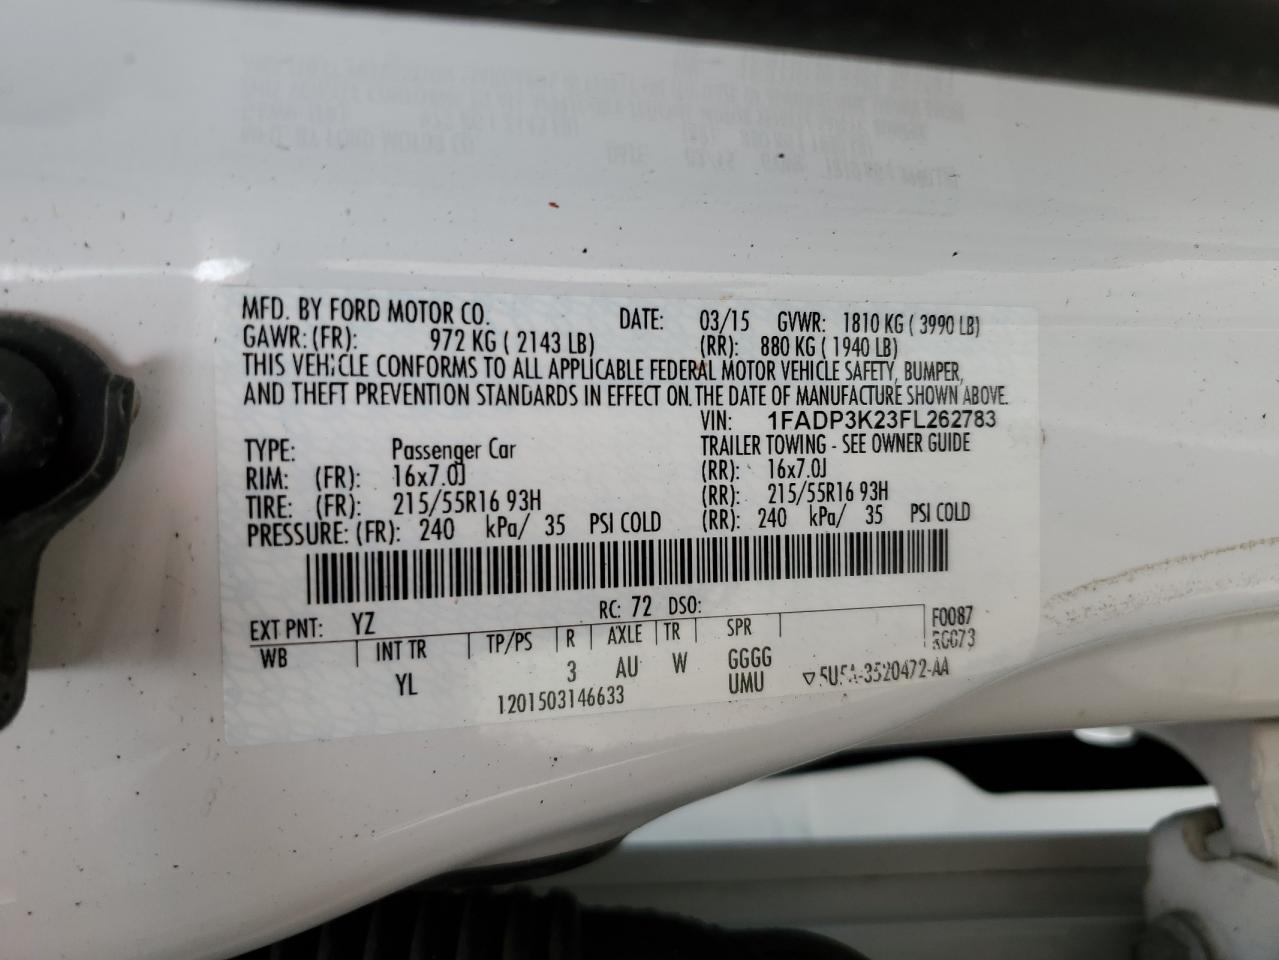 MFD. BY FORD MOTOR CO. DATE: 03/15 GVWR: 1810 KG ( 3990 LB)
GAWR: (FR): 972 KG ( 2143 LB) (RR): 880 KG ( 1940 LB)
THIS VEHICLE CONFORMS TO ALL APPLICABLE FEDERAL MOTOR VEHICLE SAFETY, BUMPER,
AND THEFT PREVENTION STANDARDS IN EFFECT ON THE DATE OF MANUFACTURE SHOWN ABOVE.
VIN: 1FADP3K23FL262783
TYPE: Passenger Car TRAILER TOWING - SEE OWNER GUIDE
RIM: (FR): 16x7.0J (RR): 16x7.0J
TIRE: (FR): 215/55R16 93H (RR): 215/55R16 93H
PRESSURE: (FR): 240 kPa/ 35 PSI COLD (RR): 240 kPa/ 35 PSI COLD
EXT PNT: YZ RC: 72 DSO: F0087
WB INT TR TP/PS R AXLE TR SPR
YL 3 AU W GGGG
1201503146633 UMU